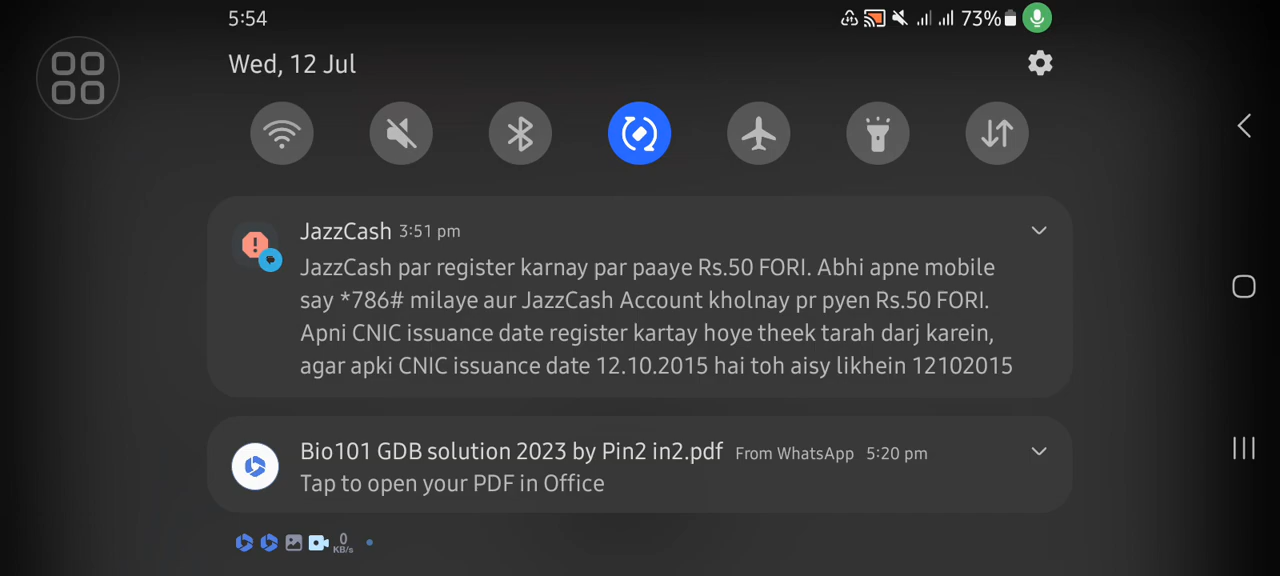 5:54
73%
Wed, 12 Jul
JazzCash 3:51 pm
JazzCash par register karnay par paaye Rs.50 FORI. Abhi apne mobile
say *786# milaye aur JazzCash Account kholnay pr pyen Rs.50 FORI.
Apni CNIC issuance date register kartay hoye theek tarah darj karein,
agar apki CNIC issuance date 12.10.2015 hai toh aisy likhein 12102015
Bio101 GDB solution 2023 by Pin2 in2.pdf From WhatsApp 5:20 pm
Tap to open your PDF in Office
0
KB/s